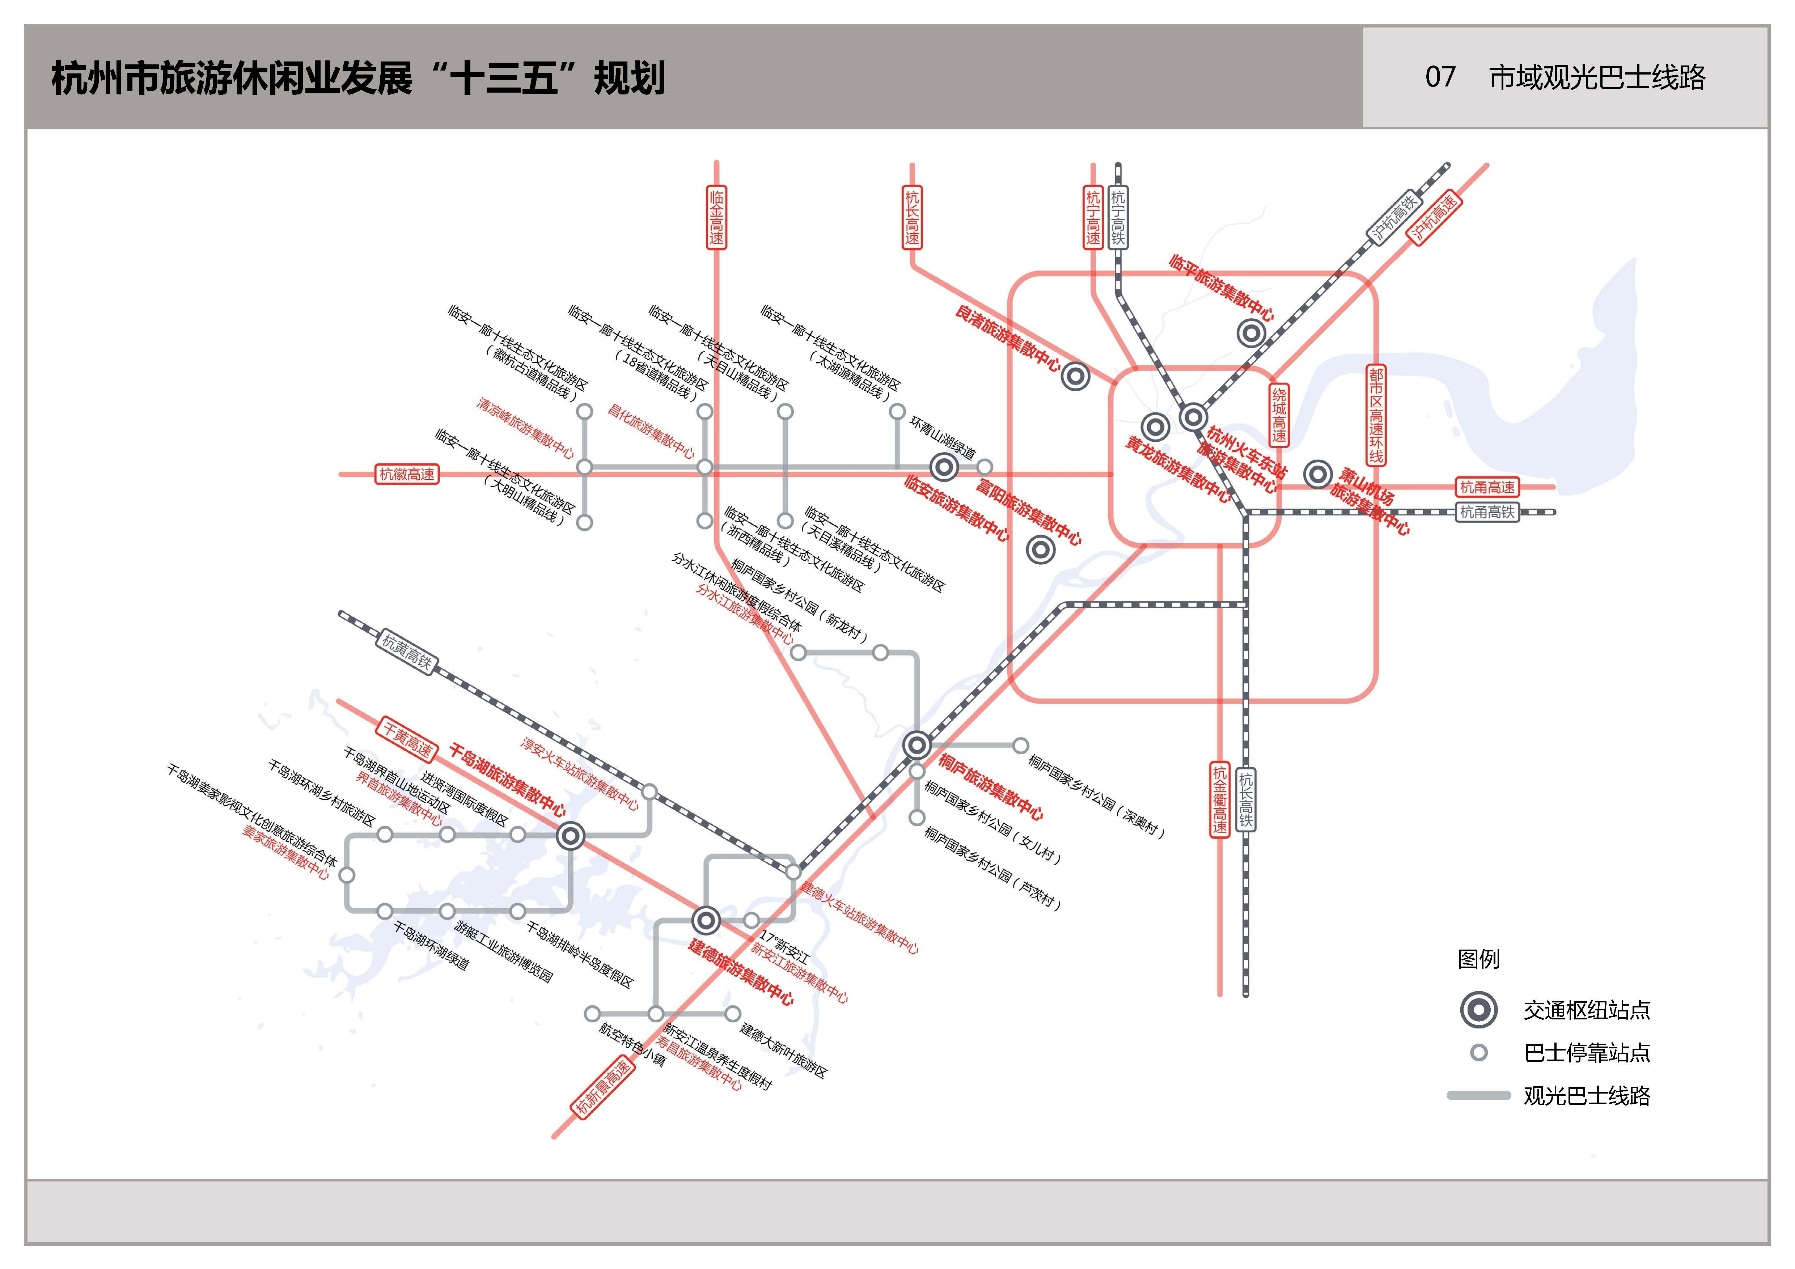 杭州市旅游休闲业发展“十三五”规划
07 市域观光巴士线路
临金高速
杭长高速
杭宁高速
杭宁高铁
沪杭高铁
沪杭高速
临平旅游集散中心
良渚旅游集散中心
临安一廊十线生态文化旅游区
（徽杭古道精品线）
临安一廊十线生态文化旅游区
（18省道精品线）
临安一廊十线生态文化旅游区
（天目山精品线）
临安一廊十线生态文化旅游区
（太湖源精品线）
清凉峰旅游集散中心
昌化旅游集散中心
环青山湖绿道
绕城高速
都市区高速环线
杭州火车东站
旅游集散中心
黄龙旅游集散中心
萧山机场
旅游集散中心
杭徽高速
临安一廊十线生态文化旅游区
（大明山精品线）
临安旅游集散中心
富阳旅游集散中心
杭甬高速
杭甬高铁
临安一廊十线生态文化旅游区
（浙西精品线）
临安一廊十线生态文化旅游区
（天目溪精品线）
桐庐国家乡村公园（新龙村）
分水江休闲旅游度假综合体
分水江旅游集散中心
杭黄高铁
千黄高速
千岛湖旅游集散中心
淳安火车站旅游集散中心
进贤湾国际度假区
千岛湖界首山地运动区
界首旅游集散中心
千岛湖环湖乡村旅游区
千岛湖姜家影视文化创意旅游综合体
姜家旅游集散中心
桐庐旅游集散中心
桐庐国家乡村公园（深奥村）
桐庐国家乡村公园（女儿村）
桐庐国家乡村公园（芦茨村）
杭金衢高速
杭长高铁
建德火车站旅游集散中心
千岛湖环湖绿道
游艇工业旅游博览园
千岛湖排岭半岛度假区
17°新安江
新安江旅游集散中心
建德旅游集散中心
航空特色小镇
新安江温泉养生度假村
寿昌旅游集散中心
建德大新叶旅游区
杭新景高速
图例
交通枢纽站点
巴士停靠站点
观光巴士线路